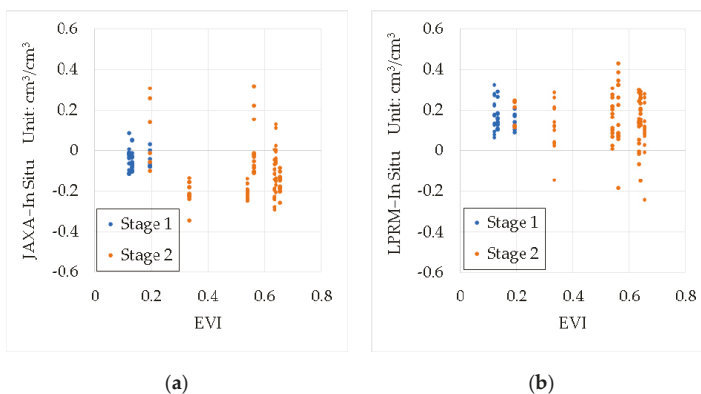 (a)
0.6
0.4
0.2
0
-0.2
-0.4
-0.6
JAXA−In Situ Unit: cm³/cm³
Stage 1
Stage 2
0 0.2 0.4 0.6 0.8
EVI
(b)
0.6
0.4
0.2
0
-0.2
-0.4
-0.6
LPRM−In Situ Unit: cm³/cm³
Stage 1
Stage 2
0 0.2 0.4 0.6 0.8
EVI
(a) (b)